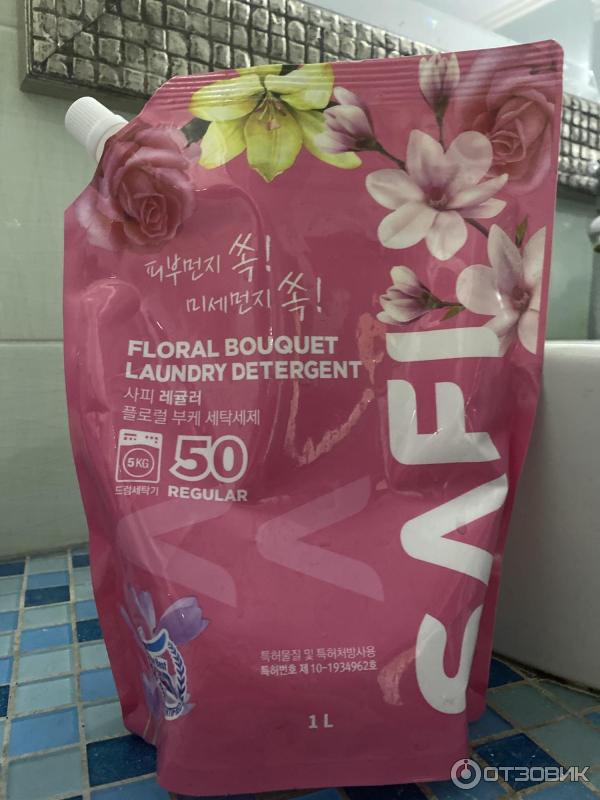 피부먼지 쏙!
미세먼지 쏙!
FLORAL BOUQUET
LAUNDRY DETERGENT
사피 레귤러
플로럴 부케 세탁세제
5KG
드럼세탁기
50
REGULAR
SAFI
특허물질 및 특허처방사용
특허번호 제 10-1934962호
1 L
ОТЗОВИК